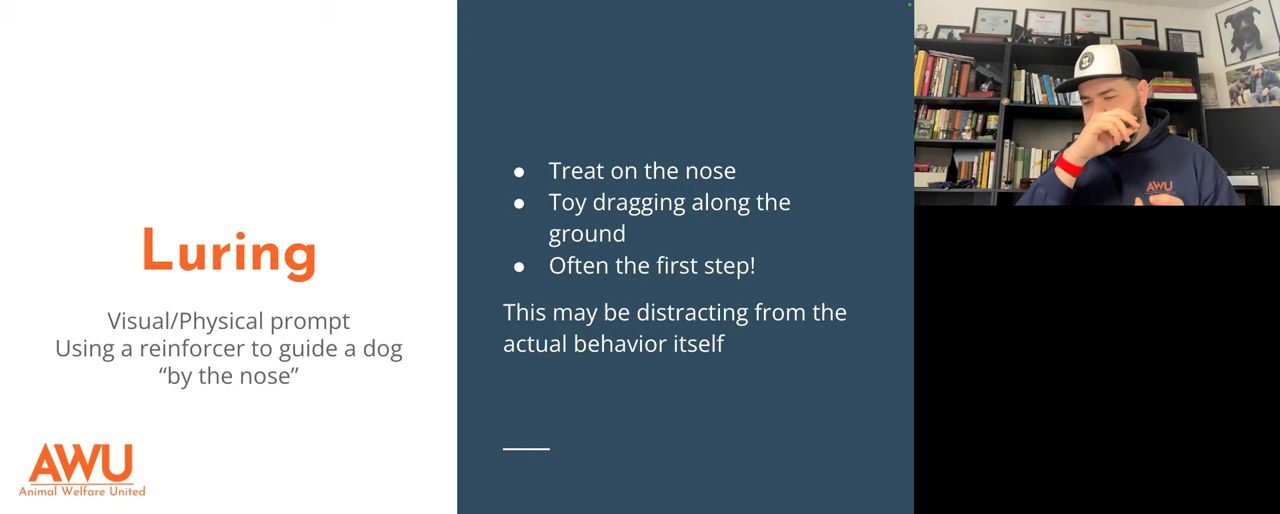 Luring
Visual/Physical prompt
Using a reinforcer to guide a dog
“by the nose”
AWU
Animal Welfare United
● Treat on the nose
● Toy dragging along the
ground
● Often the first step!
This may be distracting from the
actual behavior itself
AWU